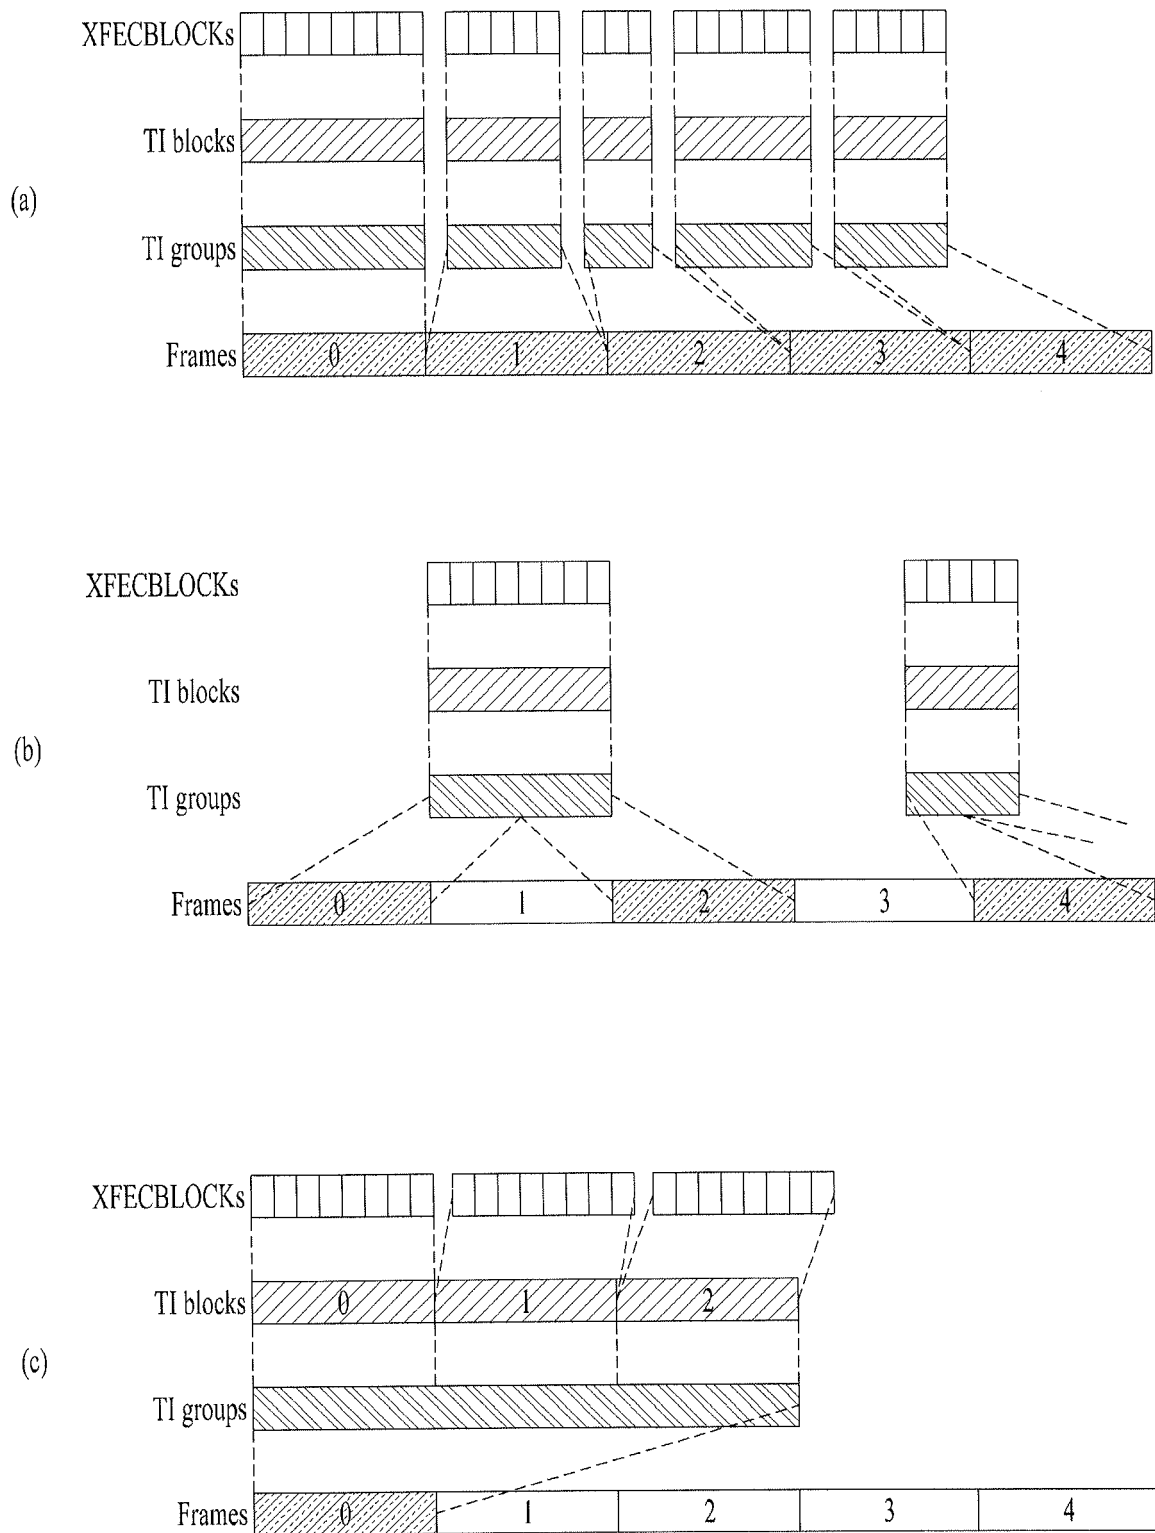 XFECBLOCKs
TI blocks
(a)
TI groups
Frames 0 1 2 3 4
XFECBLOCKs
TI blocks
(b)
TI groups
Frames 0 1 2 3 4
XFECBLOCKs
TI blocks 0 1 2
(c)
TI groups
Frames 0 1 2 3 4